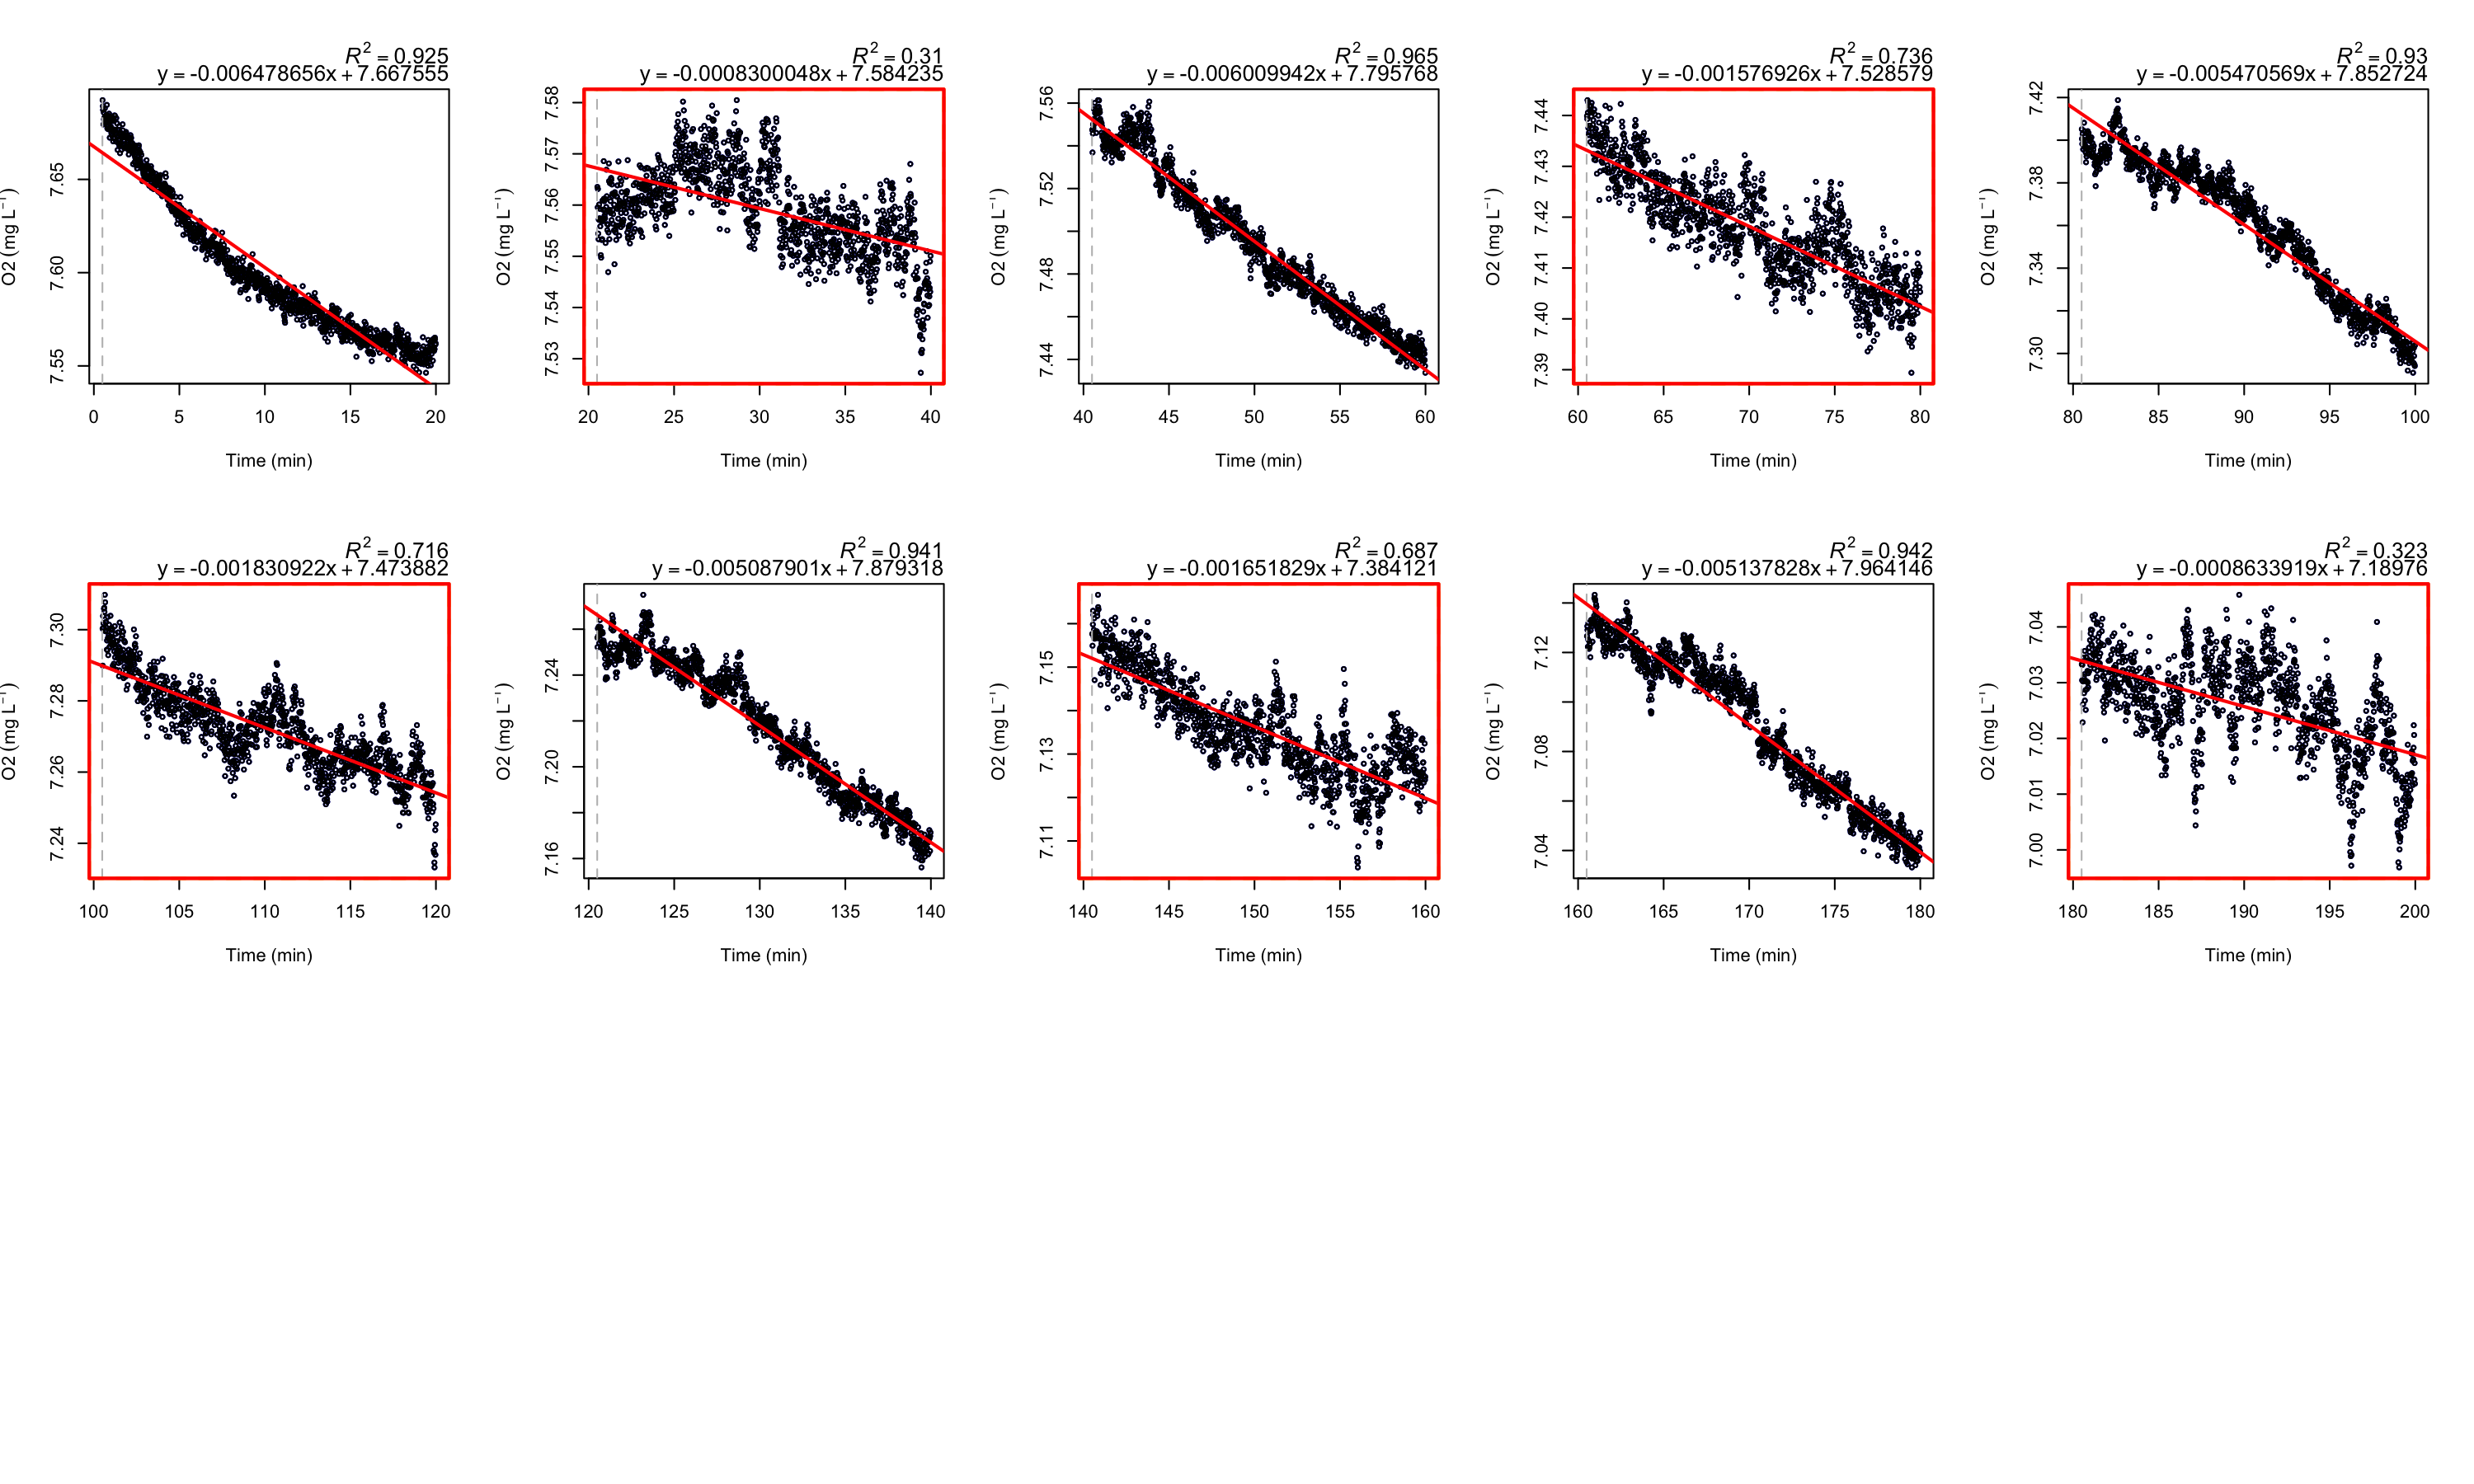 R² = 0.925
y = -0.006478656x + 7.667555
O2 (mg L⁻¹)
7.65
7.60
7.55
0 5 10 15 20
Time (min)
R² = 0.31
y = -0.0008300048x + 7.584235
O2 (mg L⁻¹)
7.58
7.57
7.56
7.55
7.54
7.53
20 25 30 35 40
Time (min)
R² = 0.965
y = -0.006009942x + 7.795768
O2 (mg L⁻¹)
7.56
7.52
7.48
7.44
40 45 50 55 60
Time (min)
R² = 0.736
y = -0.001576926x + 7.528579
O2 (mg L⁻¹)
7.44
7.43
7.42
7.41
7.40
7.39
60 65 70 75 80
Time (min)
R² = 0.93
y = -0.005470569x + 7.852724
O2 (mg L⁻¹)
7.42
7.38
7.34
7.30
80 85 90 95 100
Time (min)
R² = 0.716
y = -0.001830922x + 7.473882
O2 (mg L⁻¹)
7.30
7.28
7.26
7.24
100 105 110 115 120
Time (min)
R² = 0.941
y = -0.005087901x + 7.879318
O2 (mg L⁻¹)
7.24
7.20
7.16
120 125 130 135 140
Time (min)
R² = 0.687
y = -0.001651829x + 7.384121
O2 (mg L⁻¹)
7.15
7.13
7.11
140 145 150 155 160
Time (min)
R² = 0.942
y = -0.005137828x + 7.964146
O2 (mg L⁻¹)
7.12
7.08
7.04
160 165 170 175 180
Time (min)
R² = 0.323
y = -0.0008633919x + 7.18976
O2 (mg L⁻¹)
7.04
7.03
7.02
7.01
7.00
180 185 190 195 200
Time (min)